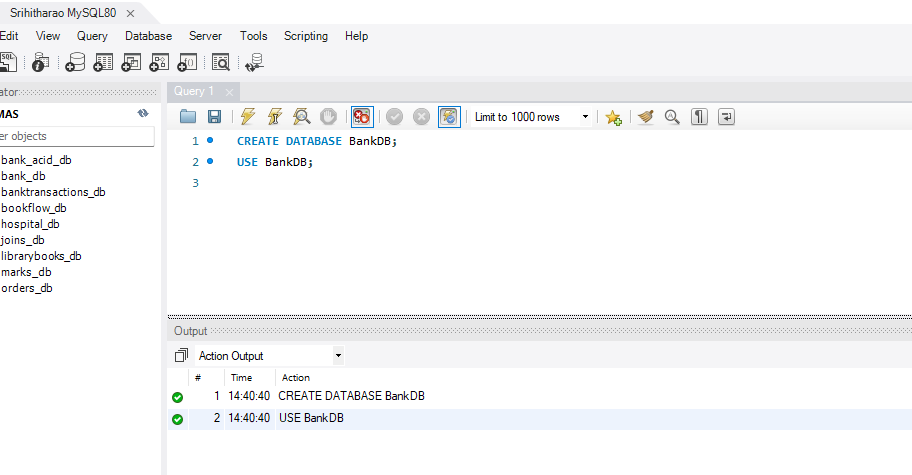 Srihitharao MySQL80 ×
Edit View Query Database Server Tools Scripting Help
SQL
ator
MAS
er objects
bank_acid_db
bank_db
banktransactions_db
bookflow_db
hospital_db
joins_db
librarybooks_db
marks_db
orders_db
Query 1 ×
Limit to 1000 rows
1 CREATE DATABASE BankDB;
2 USE BankDB;
3
Output
Action Output
# Time Action
1 14:40:40 CREATE DATABASE BankDB
2 14:40:40 USE BankDB